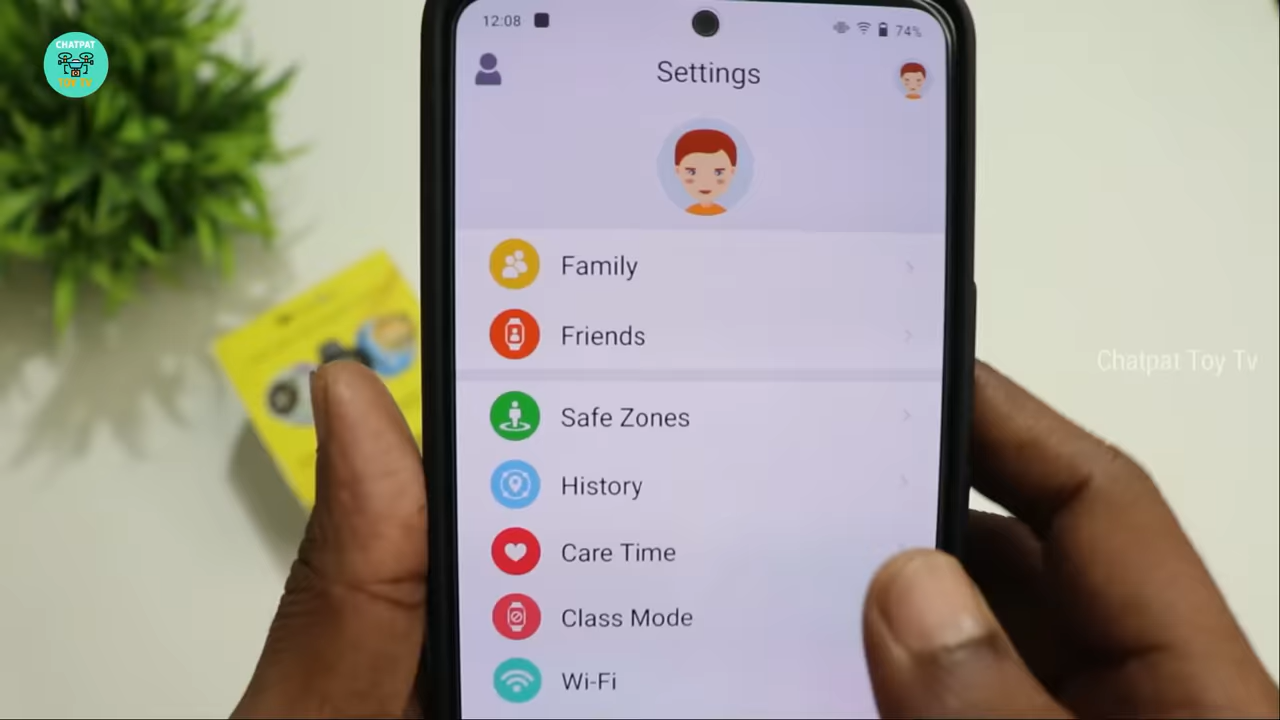 CHATPAT
TOY TV
12:08
74%
Settings
Family
Friends
Safe Zones
Chatpat Toy Tv
History
Care Time
Class Mode
Wi-Fi